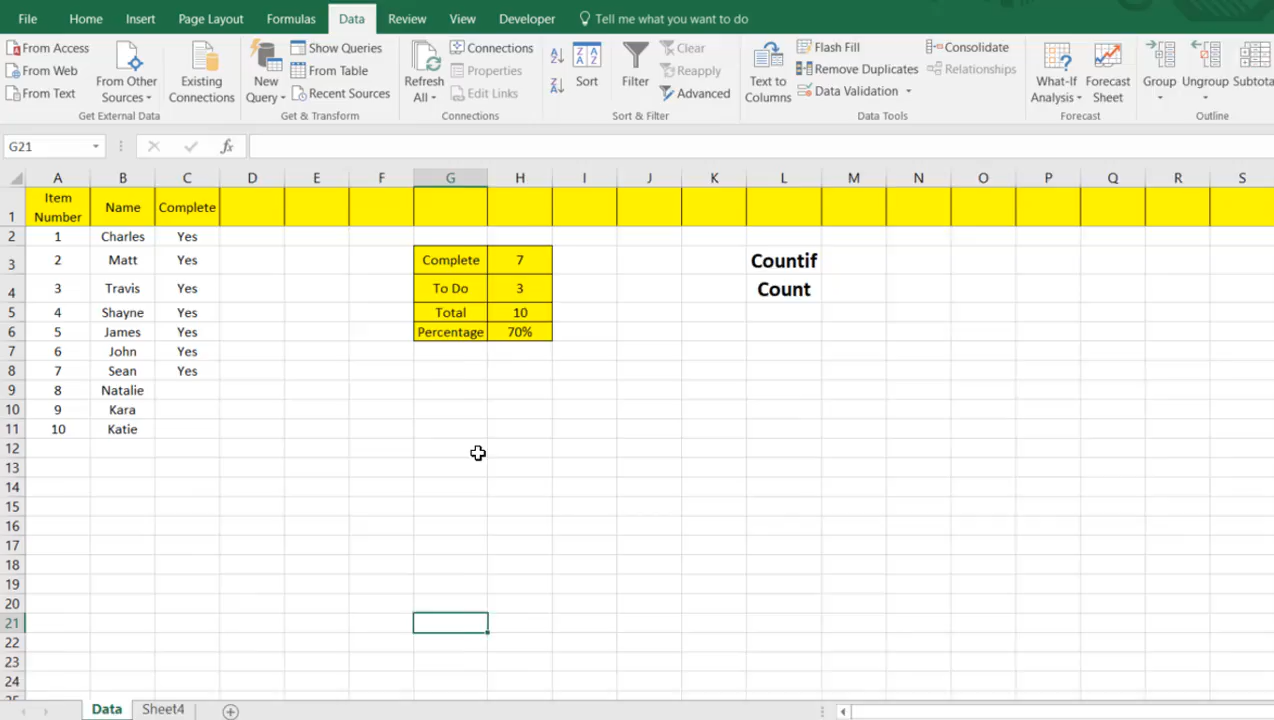 File Home Insert Page Layout Formulas Data Review View Developer Tell me what you want to do
From Access
From Web
From Text
From Other Sources
Existing Connections
Get External Data
New Query
Show Queries
From Table
Recent Sources
Get & Transform
Refresh All
Connections
Properties
Edit Links
Connections
Sort
Filter
Clear
Reapply
Advanced
Sort & Filter
Text to Columns
Flash Fill
Remove Duplicates
Data Validation
Consolidate
Relationships
Data Tools
What-If Analysis
Forecast Sheet
Forecast
Group
Ungroup
Subtota
Outline
G21
fx
A B C D E F G H I J K L M N O P Q R S
1 Item Number Name Complete
2 1 Charles Yes
3 2 Matt Yes Complete 7 Countif
4 3 Travis Yes To Do 3 Count
5 4 Shayne Yes Total 10
6 5 James Yes Percentage 70%
7 6 John Yes
8 7 Sean Yes
9 8 Natalie
10 9 Kara
11 10 Katie
12
13
14
15
16
17
18
19
20
21
22
23
24
Data Sheet4